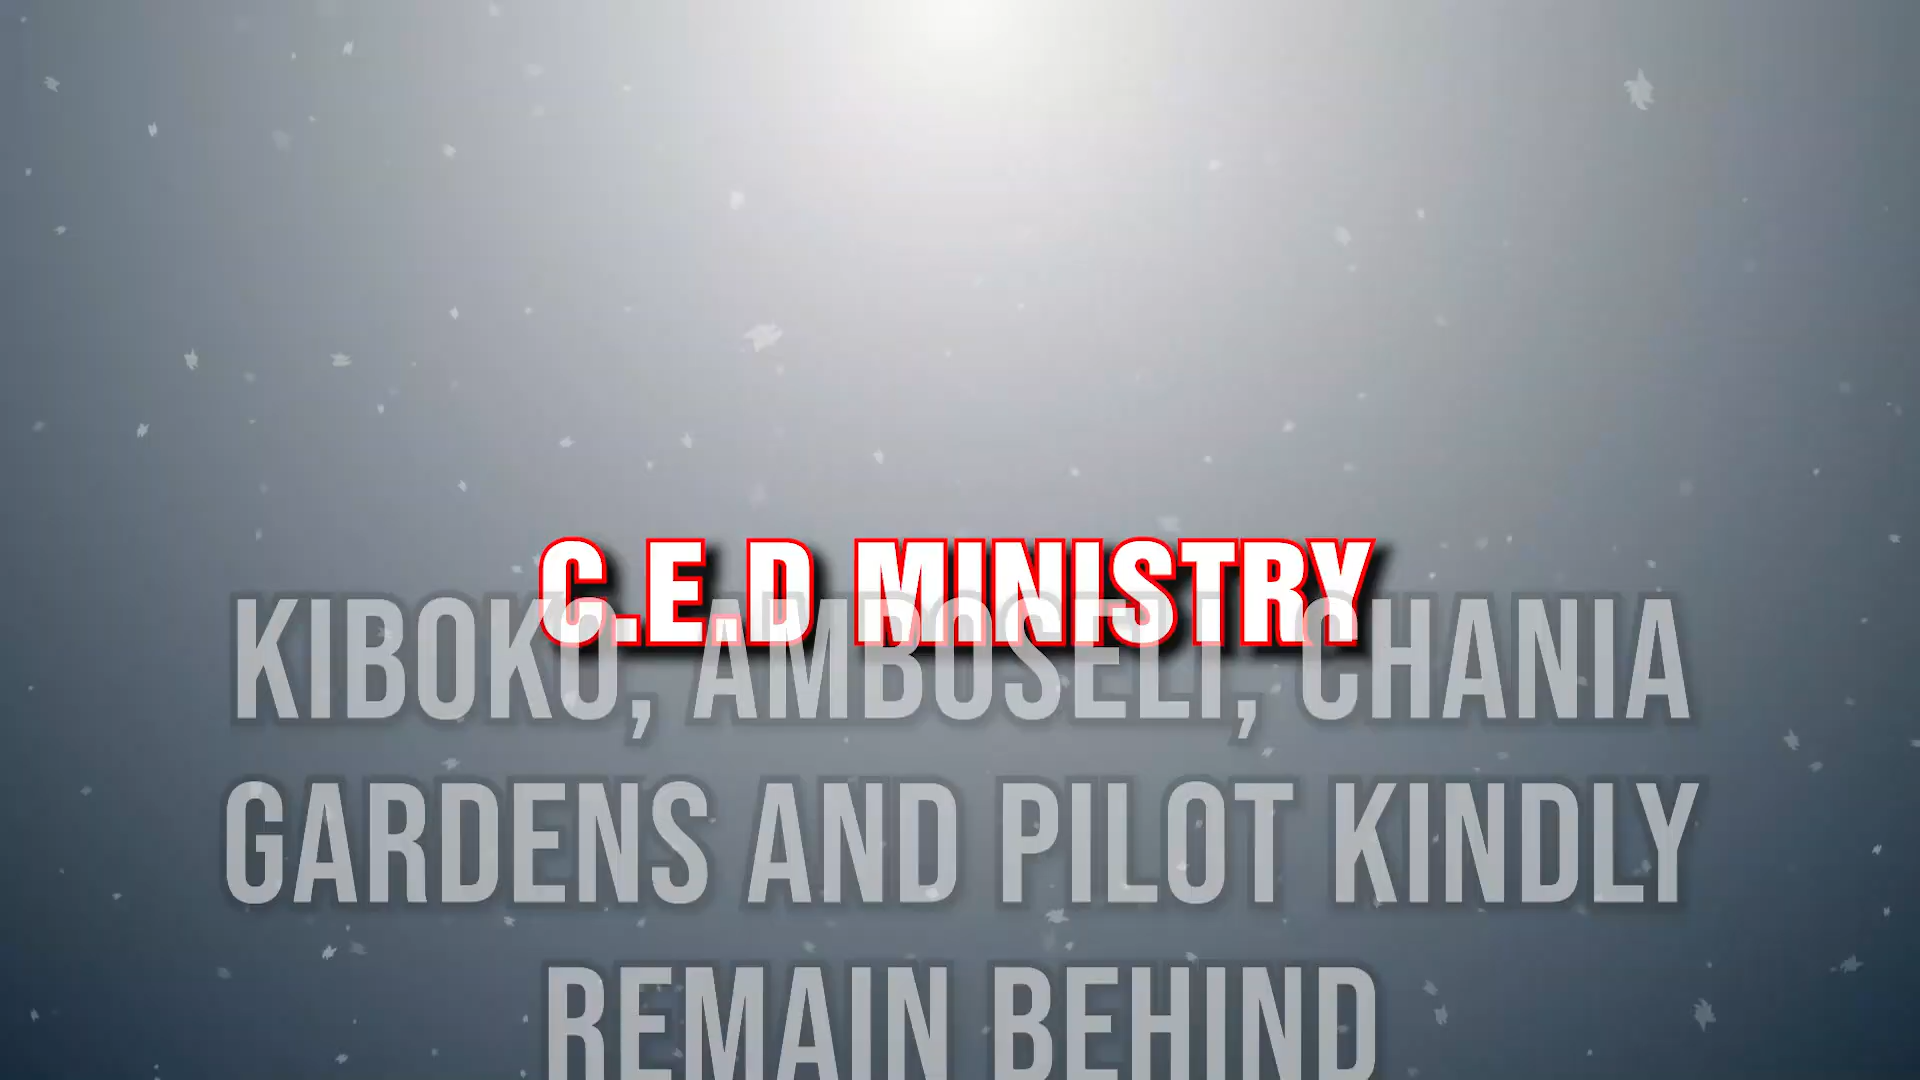 C.E.D MINISTRY
KIBOKO, AMBOSELI, CHANIA
GARDENS AND PILOT KINDLY
REMAIN BEHIND